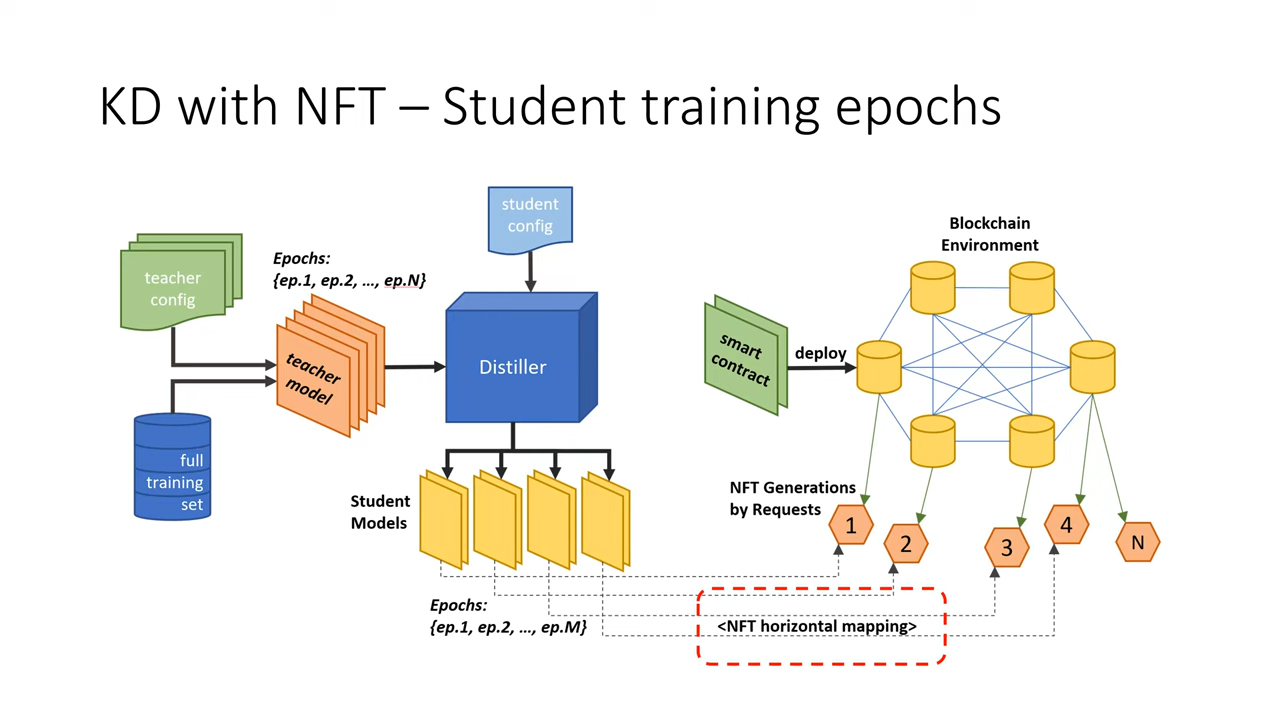 KD with NFT – Student training epochs
student
config
Blockchain
Environment
teacher
config
Epochs:
{ep.1, ep.2, …, ep.N}
teacher
model
Distiller
smart
contract
deploy
full
training
set
Student
Models
NFT Generations
by Requests
1
2
3
4
N
Epochs:
{ep.1, ep.2, …, ep.M}
<NFT horizontal mapping>